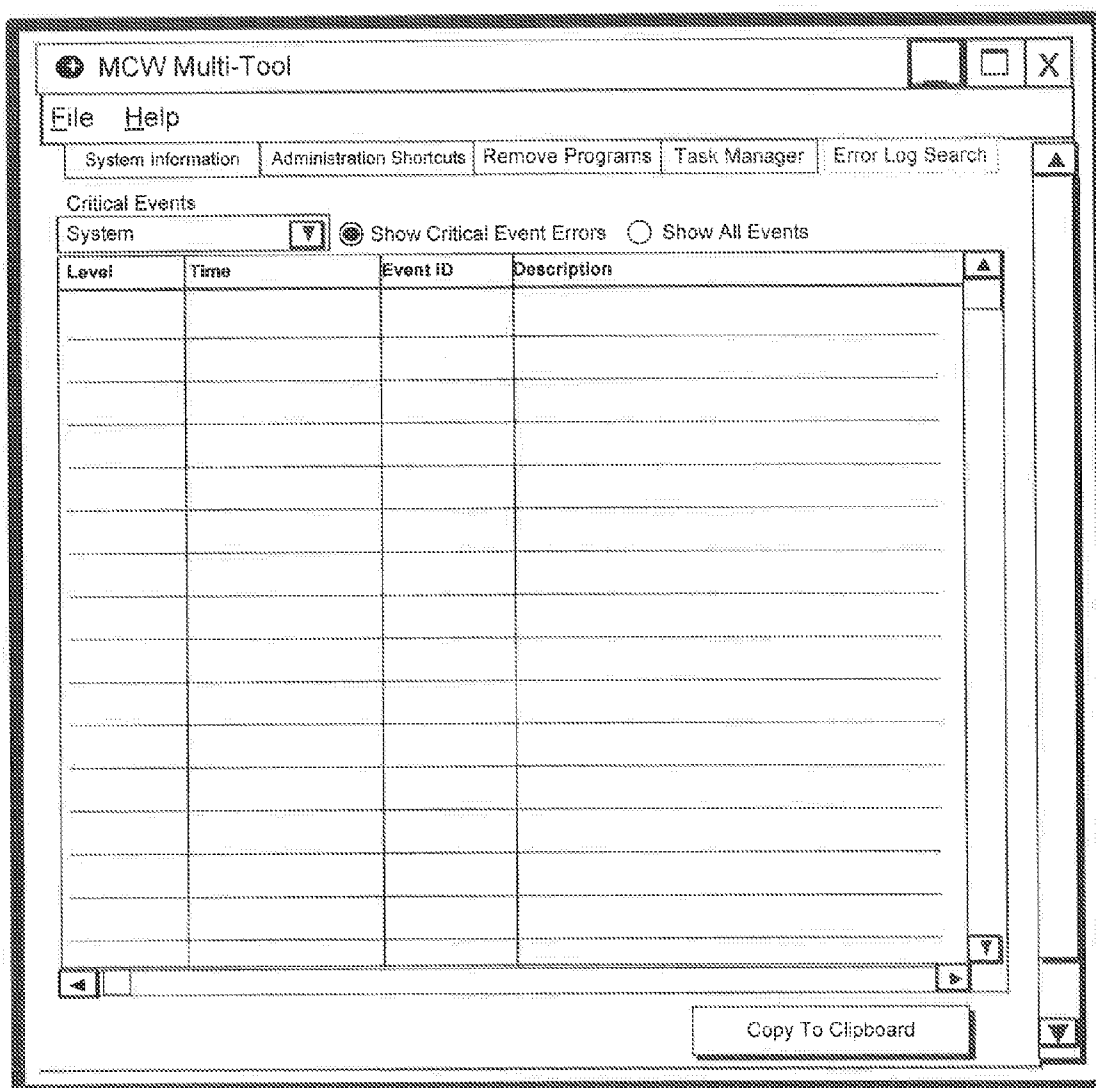 MCW Multi-Tool
X
File Help
System Information Administration Shortcuts Remove Programs Task Manager Error Log Search
Critical Events
System Show Critical Event Errors Show All Events
Level Time Event ID Description
Copy To Clipboard